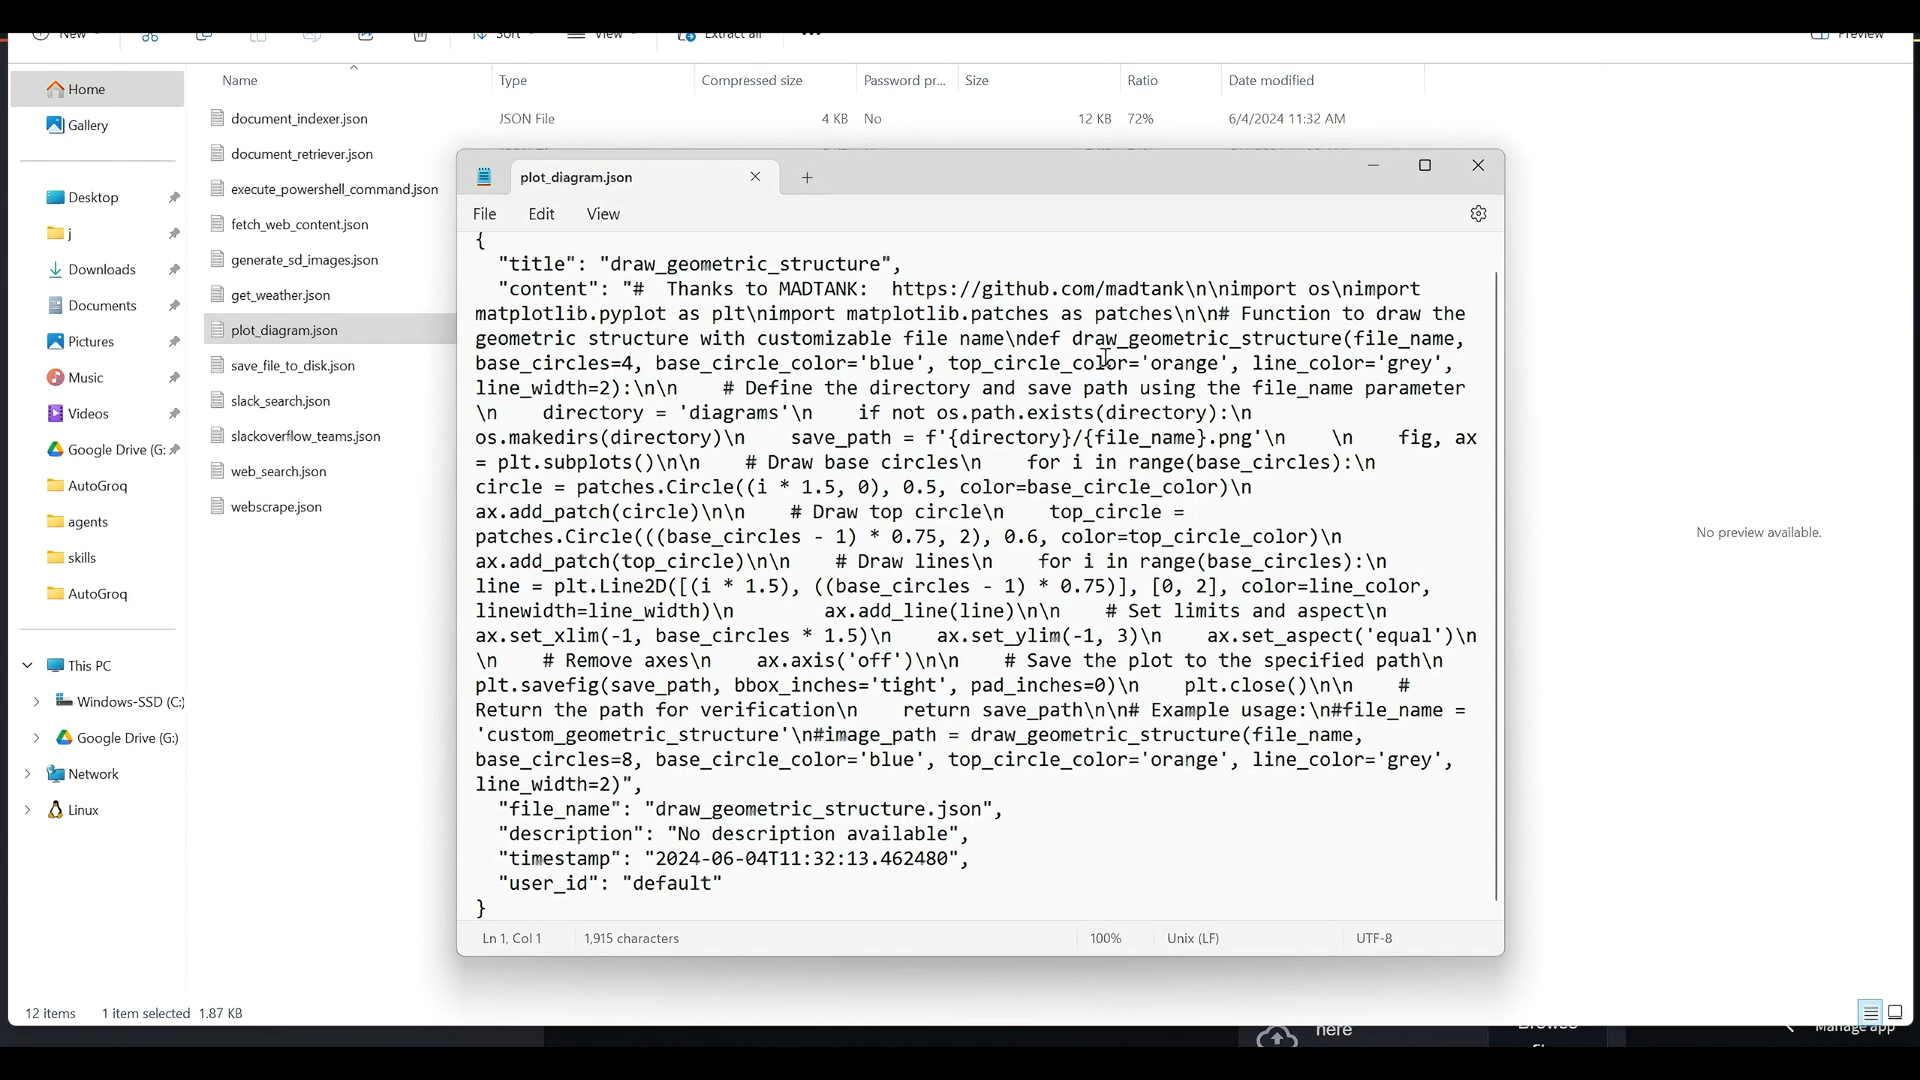 New
Sort
View
Extract all
Preview
Name
Type
Compressed size
Password pr...
Size
Ratio
Date modified
Home
Gallery
Desktop
j
Downloads
Documents
Pictures
Music
Videos
Google Drive (G:
AutoGroq
agents
skills
AutoGroq
This PC
Windows-SSD (C:)
Google Drive (G:)
Network
Linux
document_indexer.json
JSON File
4 KB
No
12 KB
72%
6/4/2024 11:32 AM
document_retriever.json
execute_powershell_command.json
fetch_web_content.json
generate_sd_images.json
get_weather.json
plot_diagram.json
save_file_to_disk.json
slack_search.json
slackoverflow_teams.json
web_search.json
webscrape.json
plot_diagram.json
File
Edit
View
{
"title": "draw_geometric_structure",
"content": "#  Thanks to MADTANK:  https://github.com/madtank\n\nimport os\nimport
matplotlib.pyplot as plt\nimport matplotlib.patches as patches\n\n# Function to draw the
geometric structure with customizable file name\ndef draw_geometric_structure(file_name,
base_circles=4, base_circle_color='blue', top_circle_color='orange', line_color='grey',
line_width=2):\n\n    # Define the directory and save path using the file_name parameter
\n    directory = 'diagrams'\n    if not os.path.exists(directory):\n
os.makedirs(directory)\n    save_path = f'{directory}/{file_name}.png'\n    \n    fig, ax
= plt.subplots()\n\n    # Draw base circles\n    for i in range(base_circles):\n
circle = patches.Circle((i * 1.5, 0), 0.5, color=base_circle_color)\n
ax.add_patch(circle)\n\n    # Draw top circle\n    top_circle =
patches.Circle(((base_circles - 1) * 0.75, 2), 0.6, color=top_circle_color)\n
ax.add_patch(top_circle)\n\n    # Draw lines\n    for i in range(base_circles):\n
line = plt.Line2D([(i * 1.5), ((base_circles - 1) * 0.75)], [0, 2], color=line_color,
linewidth=line_width)\n        ax.add_line(line)\n\n    # Set limits and aspect\n
ax.set_xlim(-1, base_circles * 1.5)\n    ax.set_ylim(-1, 3)\n    ax.set_aspect('equal')\n
\n    # Remove axes\n    ax.axis('off')\n\n    # Save the plot to the specified path\n
plt.savefig(save_path, bbox_inches='tight', pad_inches=0)\n    plt.close()\n\n    #
Return the path for verification\n    return save_path\n\n# Example usage:\n#file_name =
'custom_geometric_structure'\n#image_path = draw_geometric_structure(file_name,
base_circles=8, base_circle_color='blue', top_circle_color='orange', line_color='grey',
line_width=2)",
"file_name": "draw_geometric_structure.json",
"description": "No description available",
"timestamp": "2024-06-04T11:32:13.462480",
"user_id": "default"
}
Ln 1, Col 1
1,915 characters
100%
Unix (LF)
UTF-8
No preview available.
12 items
1 item selected
1.87 KB
here
Manage app